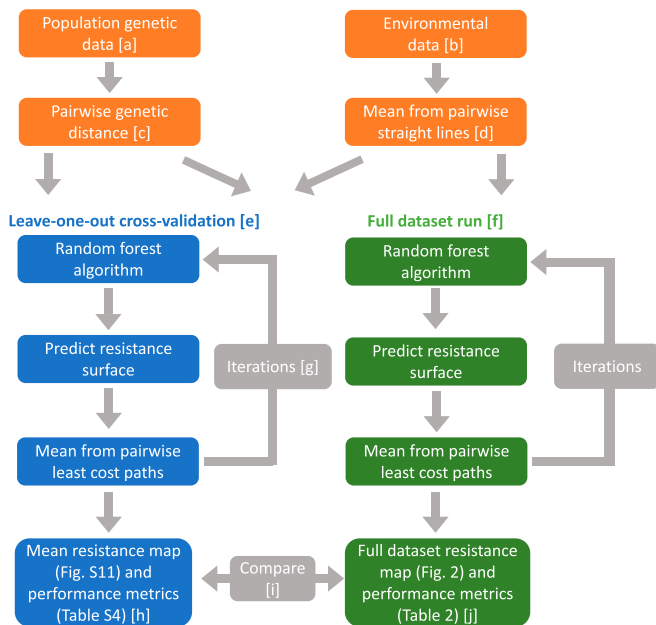 Population genetic
data [a]
Environmental
data [b]
Pairwise genetic
distance [c]
Mean from pairwise
straight lines [d]
Leave-one-out cross-validation [e]
Full dataset run [f]
Random forest
algorithm
Random forest
algorithm
Predict resistance
surface
Iterations [g]
Predict resistance
surface
Iterations
Mean from pairwise
least cost paths
Mean from pairwise
least cost paths
Mean resistance map
(Fig. S11) and
performance metrics
(Table S4) [h]
Compare
[i]
Full dataset resistance
map (Fig. 2) and
performance metrics
(Table 2) [j]